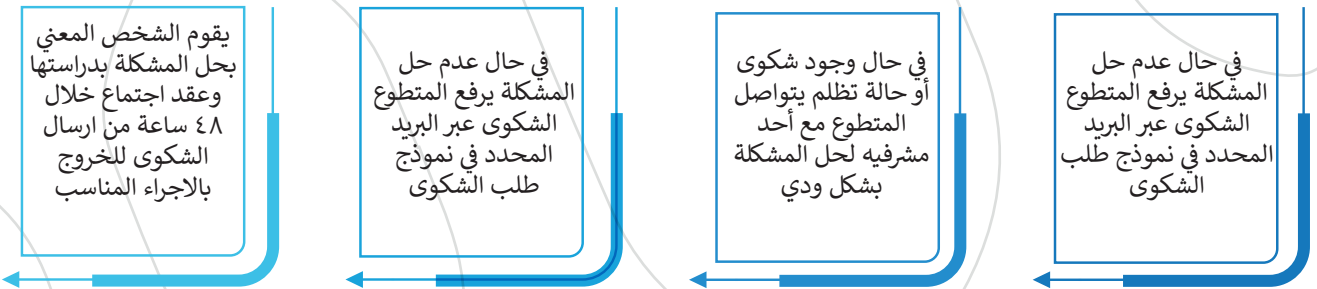 في حال عدم حل
المشكلة يرفع المتطوع
الشكوى عبر البريد
المحدد في نموذج طلب
الشكوى
في حال وجود شكوى
أو حالة تظلم يتواصل
المتطوع مع أحد
مشرفيه لحل المشكلة
بشكل ودي
في حال عدم حل
المشكلة يرفع المتطوع
الشكوى عبر البريد
المحدد في نموذج
طلب الشكوى
يقوم الشخص المعني
بحل المشكلة بدراستها
وعقد اجتماع خلال
٤٨ ساعة من ارسال
الشكوى للخروج
بالاجراء المناسب